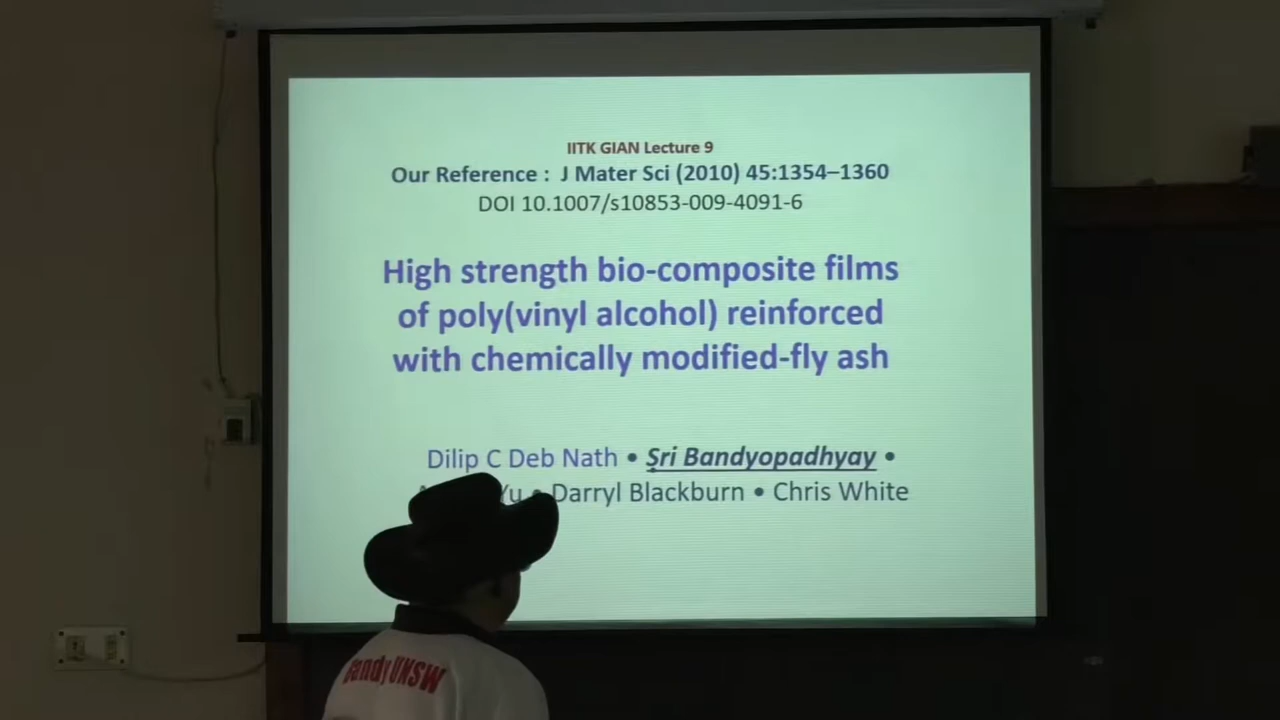 IITK GIAN Lecture 9
Our Reference : J Mater Sci (2010) 45:1354–1360
DOI 10.1007/s10853-009-4091-6
High strength bio-composite films
of poly(vinyl alcohol) reinforced
with chemically modified-fly ash
Dilip C Deb Nath • Sri Bandyopadhyay •
Yu • Darryl Blackburn • Chris White
Bandy UNSW